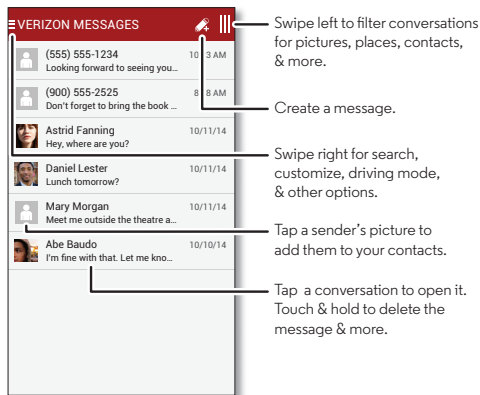 VERIZON MESSAGES
(555) 555-1234
Looking forward to seeing you...
(900) 555-2525
Don't forget to bring the book ...
Astrid Fanning 10/11/14
Hey, where are you?
Daniel Lester 10/11/14
Lunch tomorrow?
Mary Morgan 10/11/14
Meet me outside the theatre a...
Abe Baudo 10/10/14
I'm fine with that. Let me kno...
Swipe left to filter conversations
for pictures, places, contacts,
& more.
Create a message.
Swipe right for search,
customize, driving mode,
& other options.
Tap a sender's picture to
add them to your contacts.
Tap a conversation to open it.
Touch & hold to delete the
message & more.